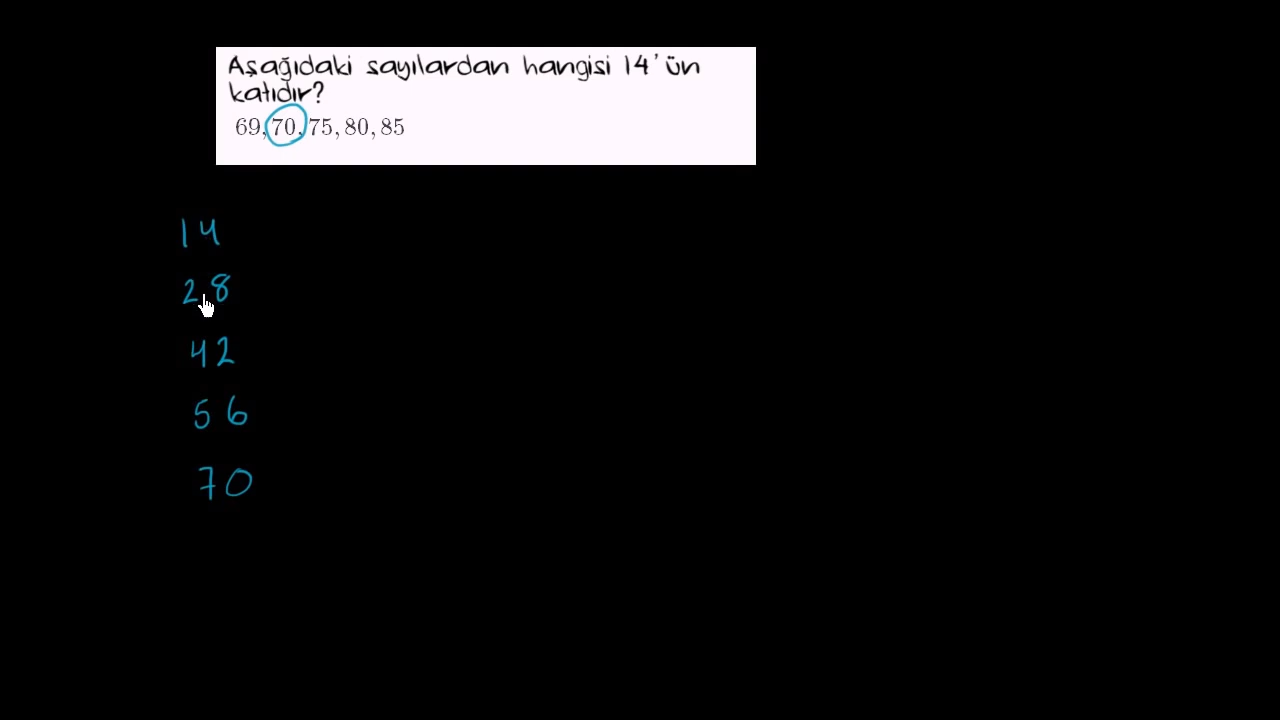 Aşağıdaki sayılardan hangisi 14'ün
katıdır?
69, 70, 75, 80, 85
14
28
42
56
70